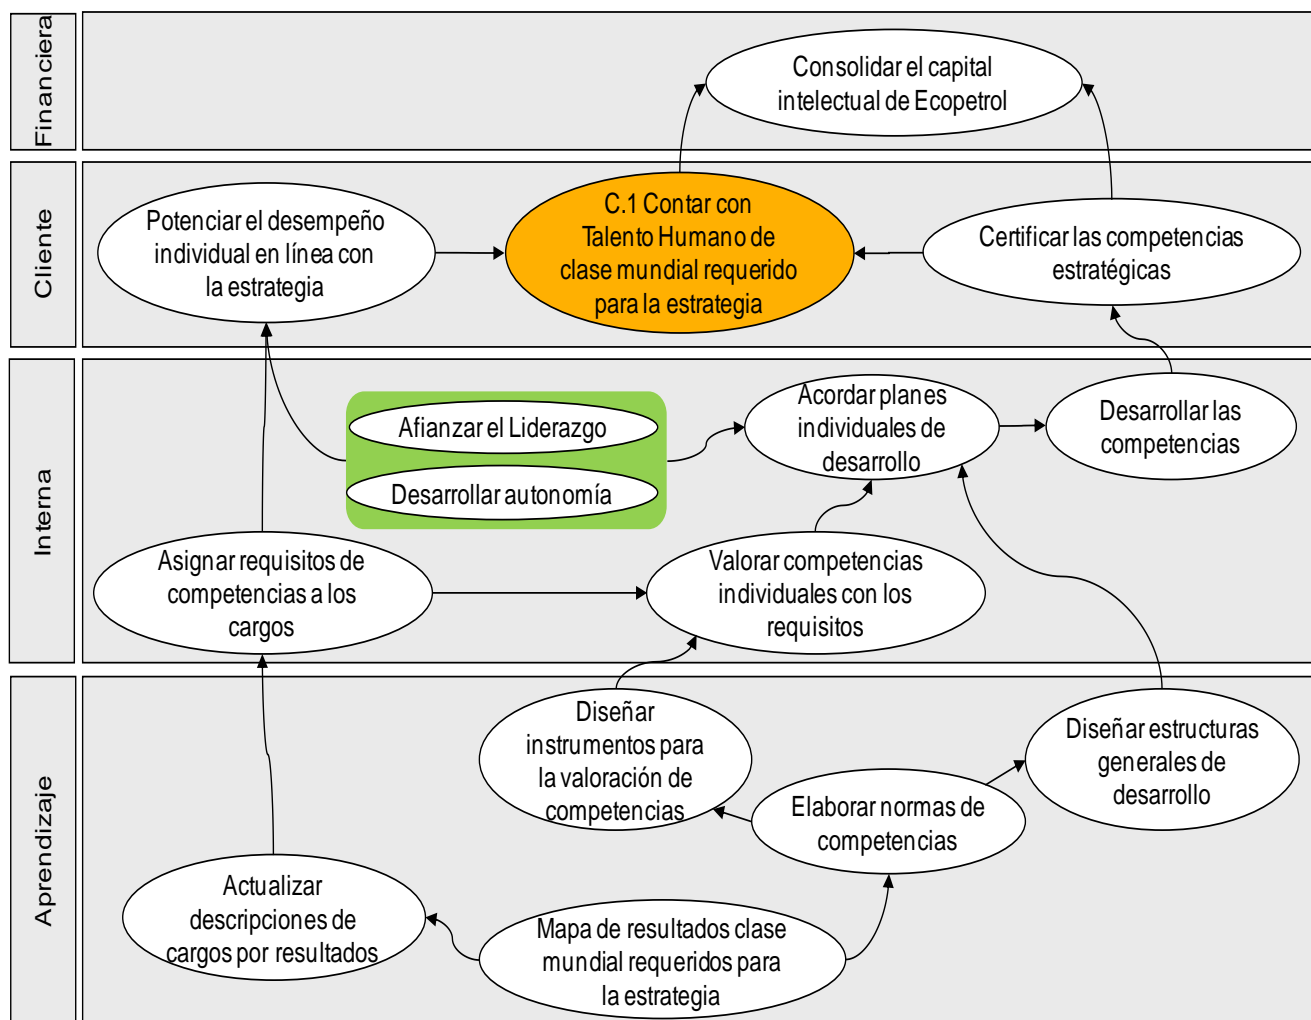 Financiera
Consolidar el capital
intelectual de Ecopetrol
Cliente
Potenciar el desempeño
individual en línea con
la estrategia
C.1 Contar con
Talento Humano de
clase mundial requerido
para la estrategia
Certificar las competencias
estratégicas
Interna
Afianzar el Liderazgo
Desarrollar autonomía
Acordar planes
individuales de
desarrollo
Desarrollar las
competencias
Asignar requisitos de
competencias a los
cargos
Valorar competencias
individuales con los
requisitos
Aprendizaje
Diseñar
instrumentos para
la valoración de
competencias
Elaborar normas de
competencias
Diseñar estructuras
generales de
desarrollo
Actualizar
descripciones de
cargos por resultados
Mapa de resultados clase
mundial requeridos para
la estrategia